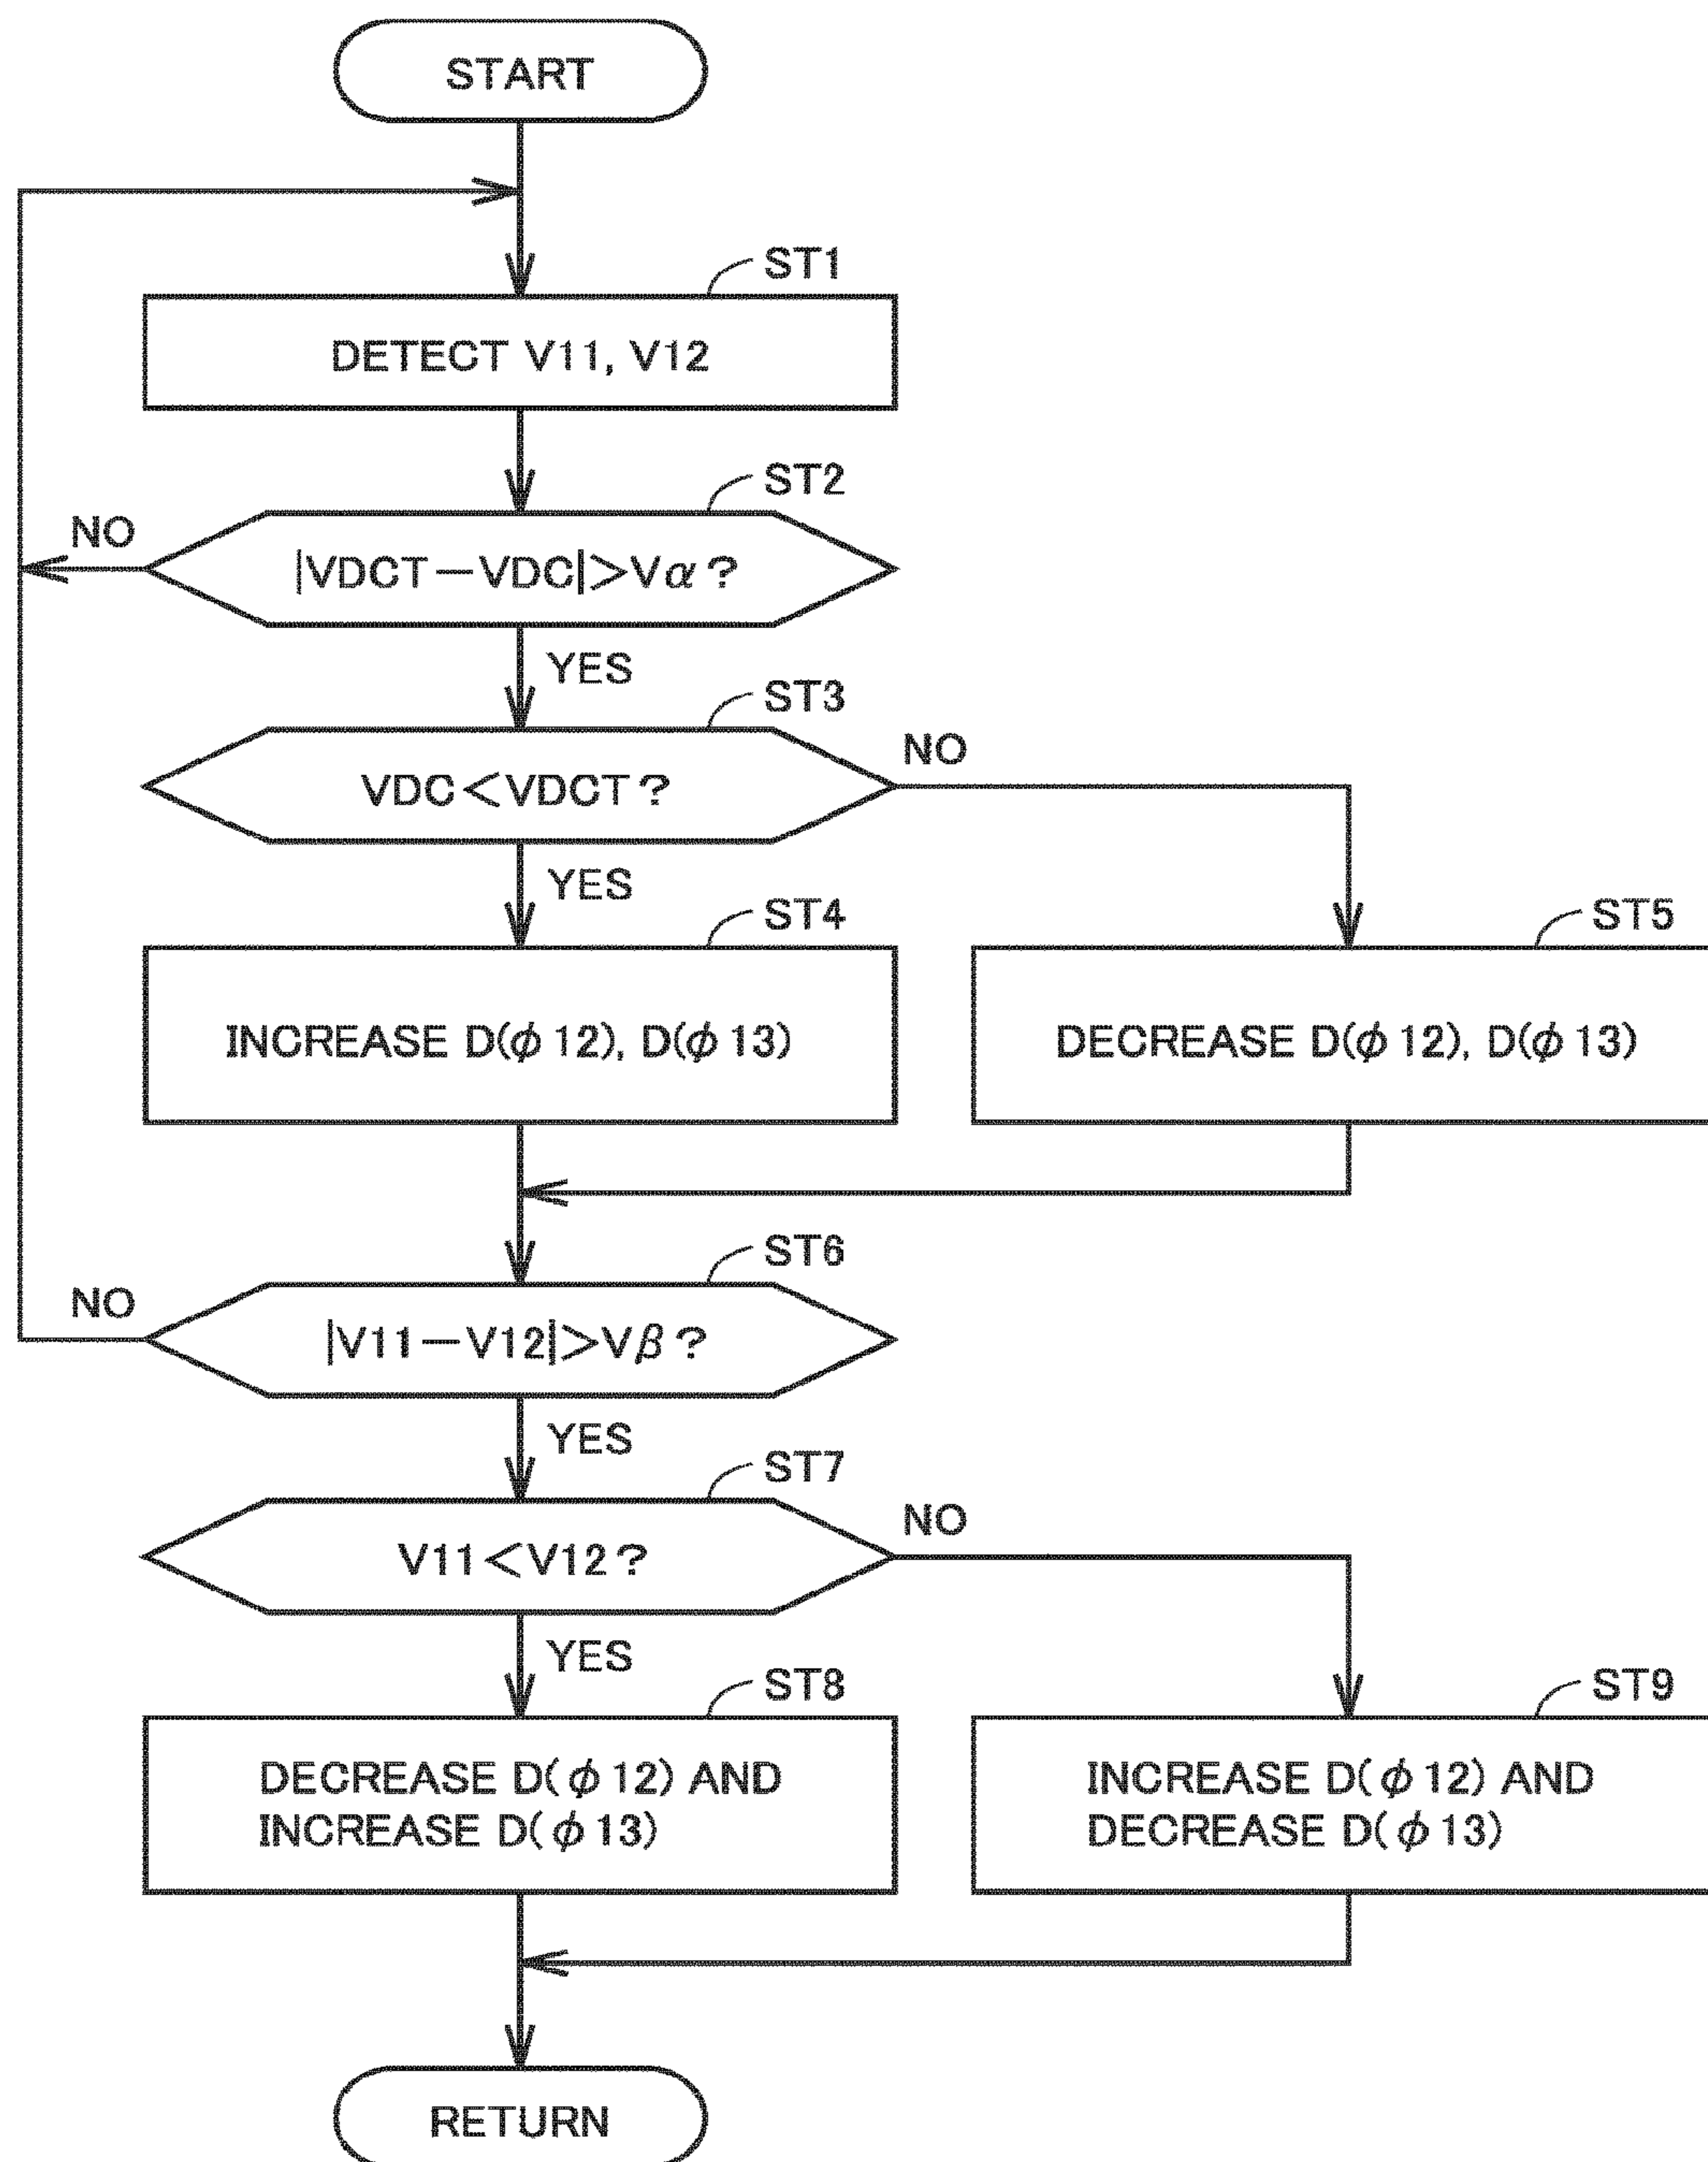 START
ST1
DETECT V11, V12
ST2
NO
|VDCT－VDC|＞Vα?
YES
ST3
NO
VDC＜VDCT?
YES
ST4
ST5
INCREASE D(φ12), D(φ13)
DECREASE D(φ12), D(φ13)
ST6
NO
|V11－V12|＞Vβ?
YES
ST7
NO
V11＜V12?
YES
ST8
ST9
DECREASE D(φ12) AND
INCREASE D(φ13)
INCREASE D(φ12) AND
DECREASE D(φ13)
RETURN